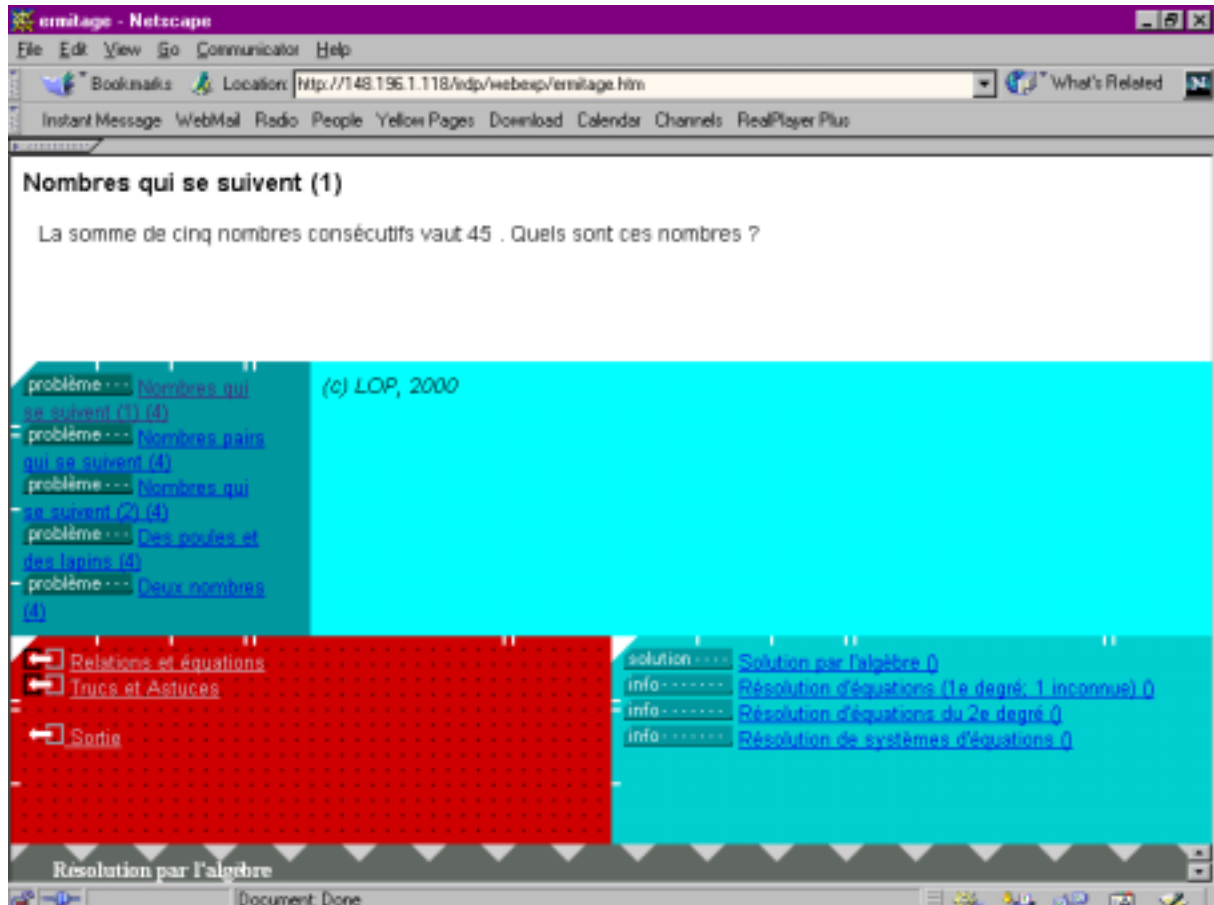 ermitage - Netscape
File Edit View Go Communicator Help
Bookmarks Location: http://148.196.1.118/irdp/webexp/ermitage.htm What's Related N
Instant Message WebMail Radio People Yellow Pages Download Calendar Channels RealPlayer Plus
Nombres qui se suivent (1)
La somme de cinq nombres consécutifs vaut 45 . Quels sont ces nombres ?
problème ··· Nombres qui
se suivent (1) (4)
problème ··· Nombres pairs
qui se suivent (4)
problème ··· Nombres qui
se suivent (2) (4)
problème ··· Des poules et
des lapins (4)
problème ··· Deux nombres
(4)
(c) LOP, 2000
Relations et équations
Trucs et Astuces
Sortie
solution ···· Solution par l'algèbre ()
info ······· Résolution d'équations (1e degré; 1 inconnue) ()
info ······· Résolution d'équations du 2e degré ()
info ······· Résolution de systèmes d'équations ()
Résolution par l'algèbre
Document: Done